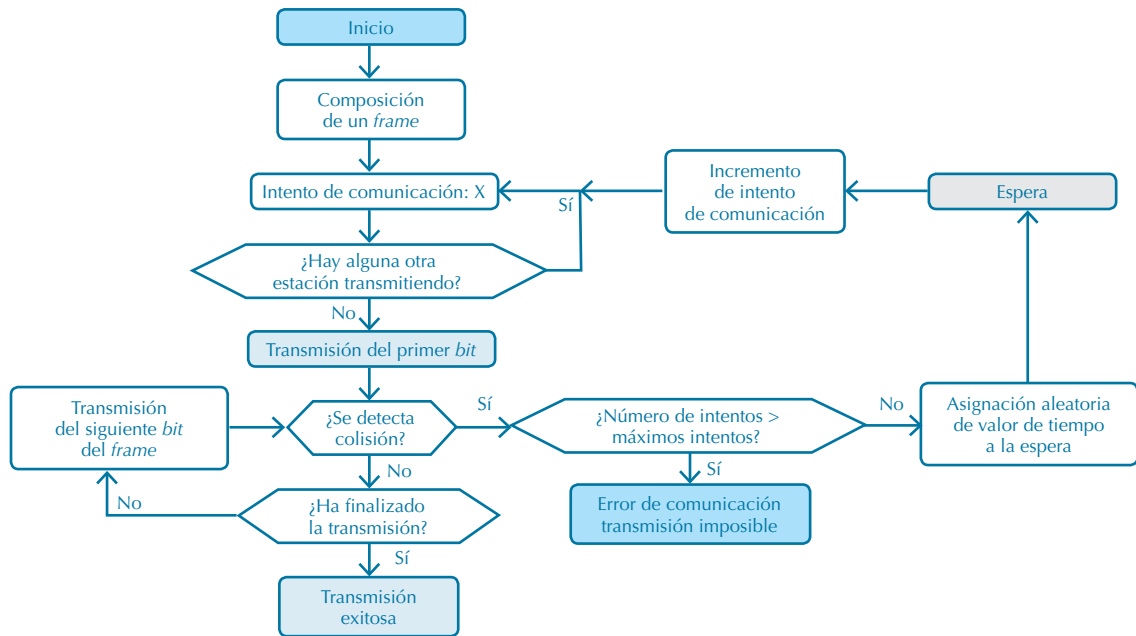 Inicio
Composición
de un frame
Intento de comunicación: X
Sí
Incremento
de intento
de comunicación
Espera
¿Hay alguna otra
estación transmitiendo?
No
Transmisión del primer bit
Transmisión
del siguiente bit
del frame
¿Se detecta
colisión?
Sí
¿Número de intentos >
máximos intentos?
No
Asignación aleatoria
de valor de tiempo
a la espera
No
Sí
No
¿Ha finalizado
la transmisión?
Error de comunicación
transmisión imposible
Sí
Transmisión
exitosa